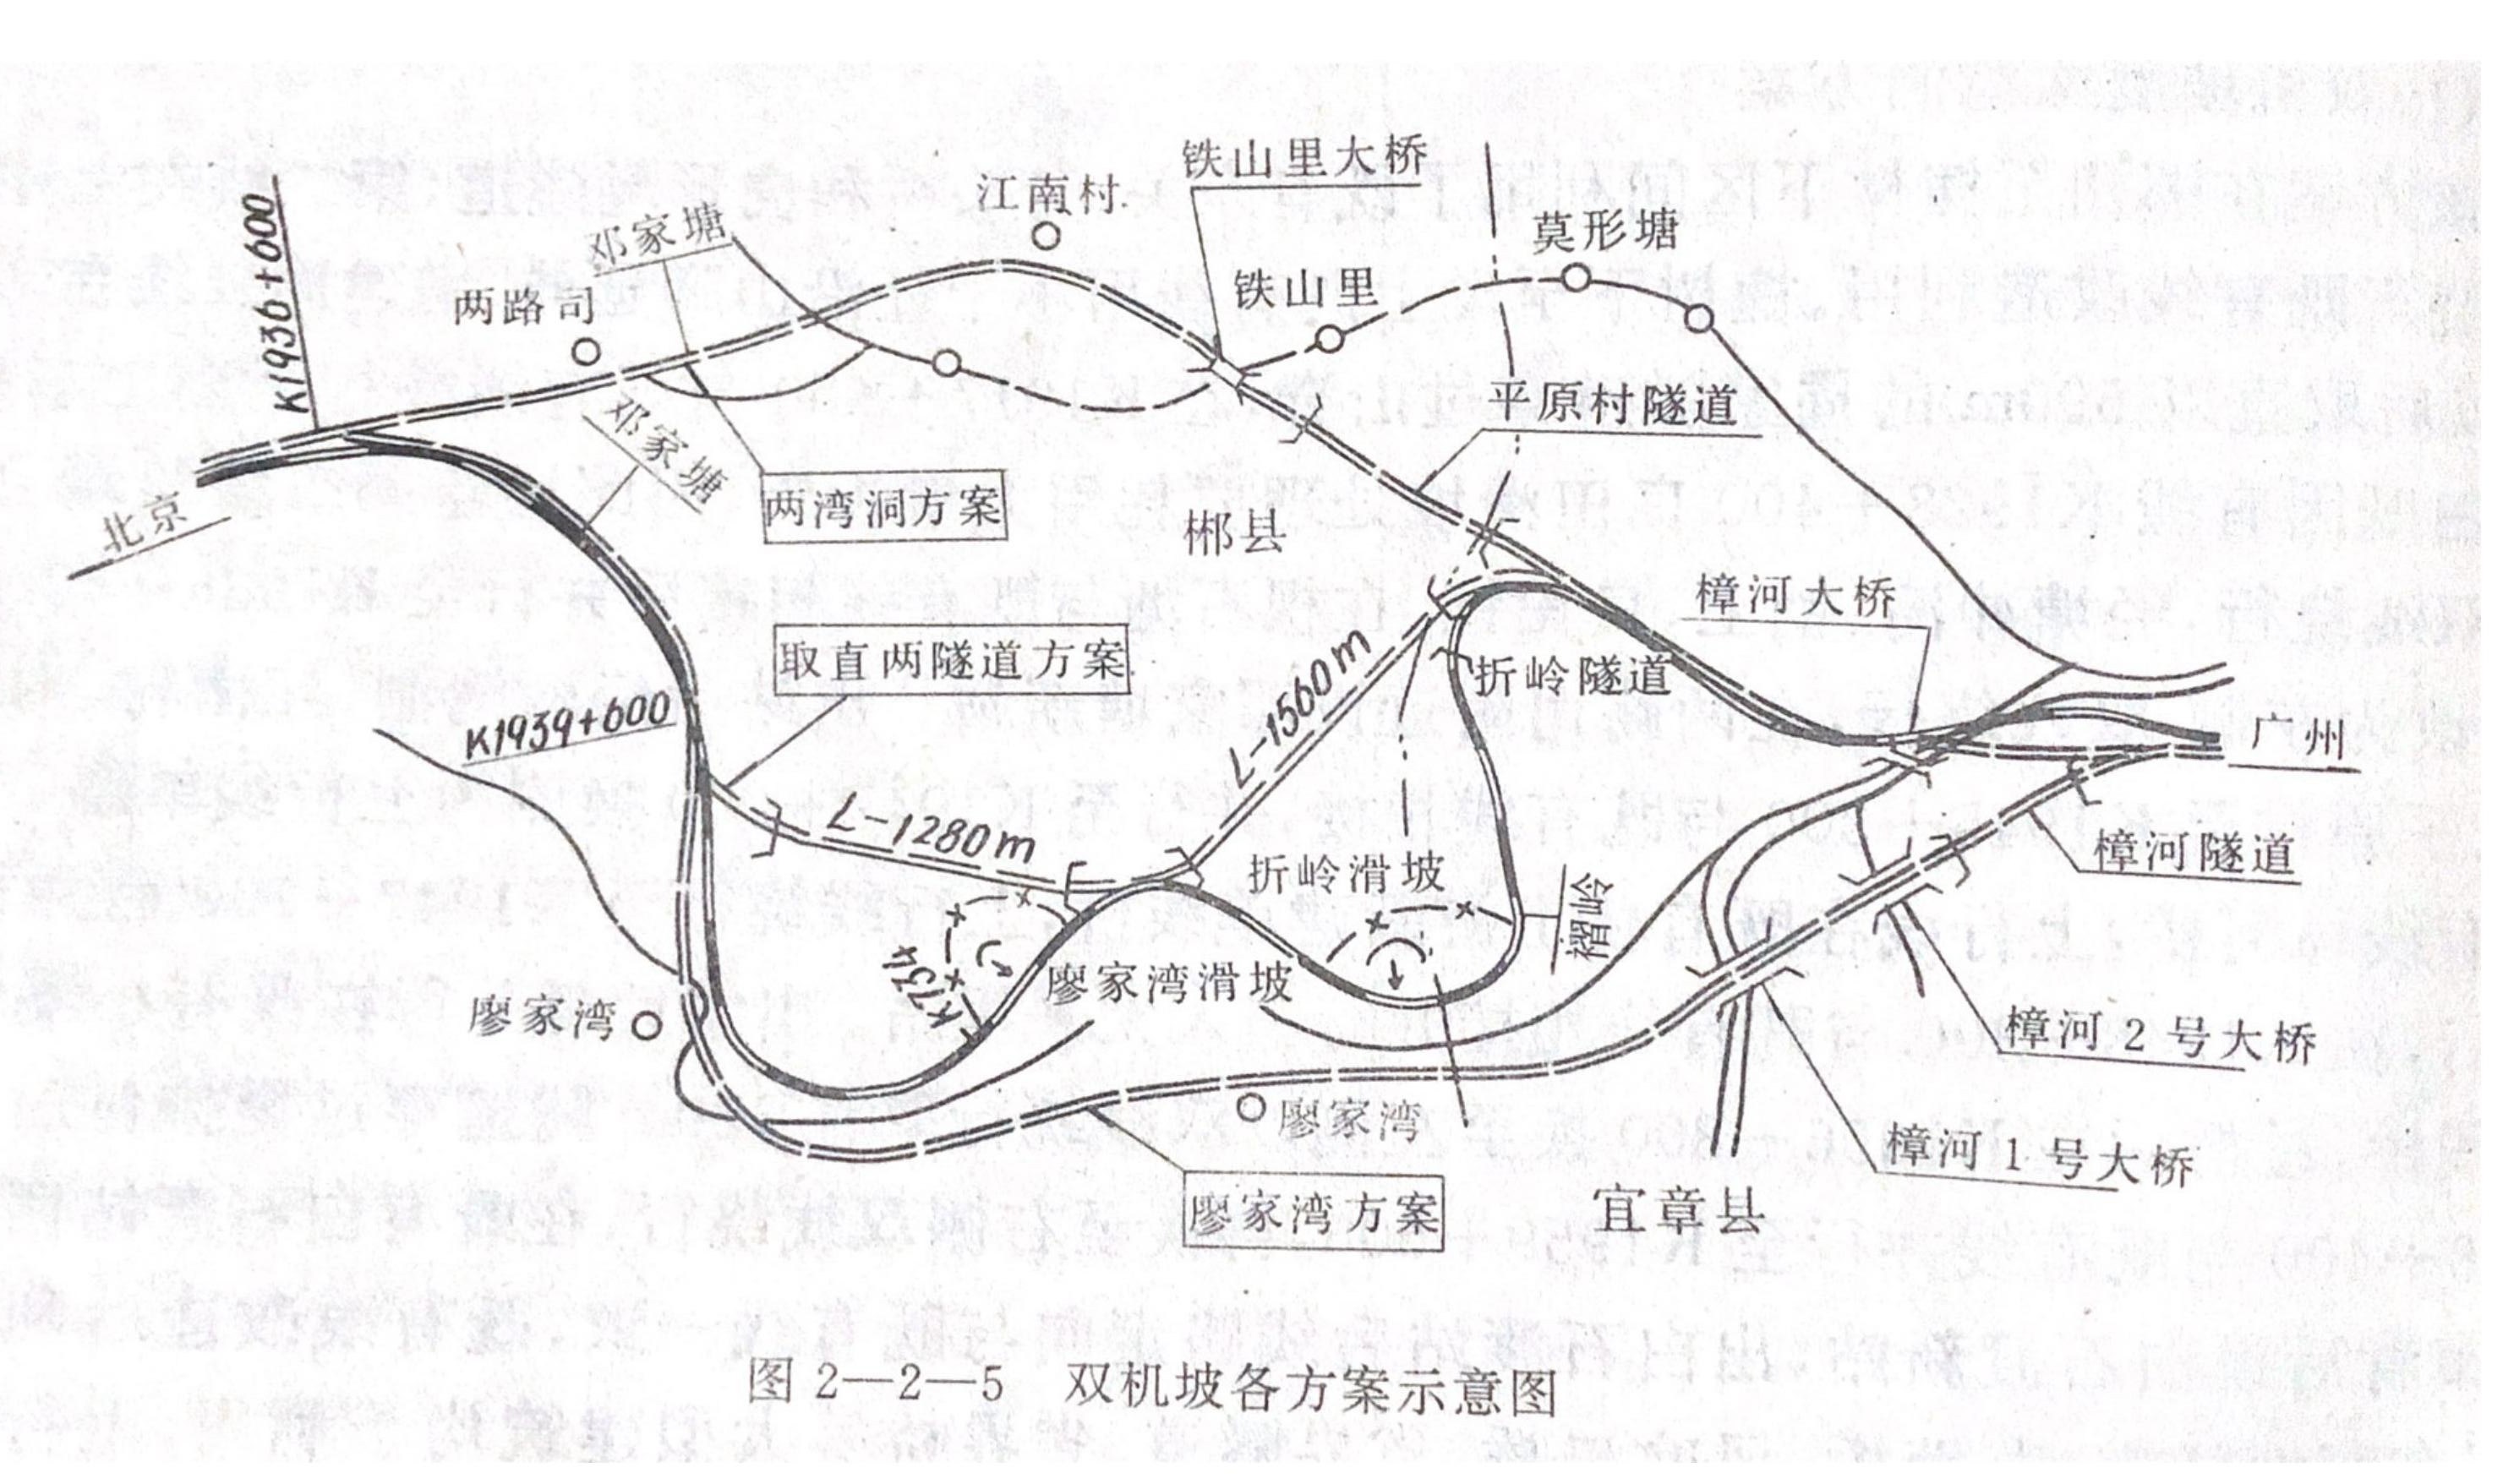 铁山里大桥
江南村
莫形塘
邓家塘
K1936+600
两路司
铁山里
平原村隧道
邓家塘
北京
两湾洞方案
郴县
樟河大桥
取直两隧道方案
L-1560m
折岭隧道
K1939+600
广州
L-1280m
樟河隧道
折岭滑坡
褶岭
廖家湾滑坡
廖家湾
樟河2号大桥
廖家湾
樟河1号大桥
廖家湾方案
宜章县
图2—2—5 双机坡各方案示意图